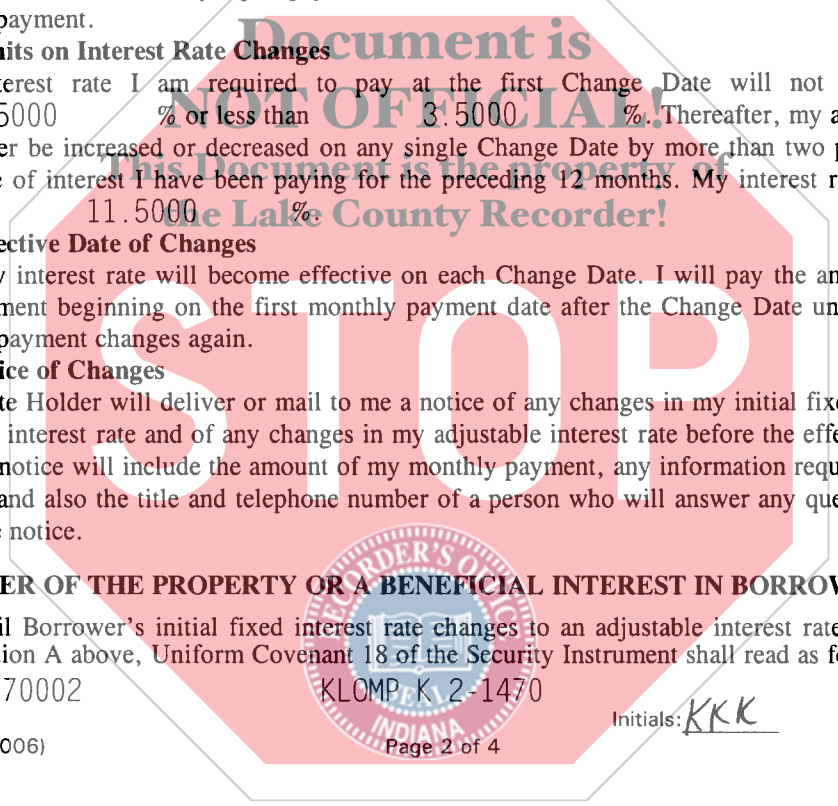 payment.
Document is
nits on Interest Rate Changes
terest rate I am required to pay at the first Change Date will not
NOT OFFICIAL!
5000 % or less than 3.5000 %. Thereafter, my a
er be increased or decreased on any single Change Date by more than two p
This Document is the property of
e of interest I have been paying for the preceding 12 months. My interest r
the Lake County Recorder!
11.5000 %.
ective Date of Changes
v interest rate will become effective on each Change Date. I will pay the am
ment beginning on the first monthly payment date after the Change Date un
payment changes again.
STOP
ice of Changes
te Holder will deliver or mail to me a notice of any changes in my initial fixe
interest rate and of any changes in my adjustable interest rate before the effe
notice will include the amount of my monthly payment, any information requ
and also the title and telephone number of a person who will answer any que
notice.
RECORDER'S OFFICE
ER OF THE PROPERTY OR A BENEFICIAL INTEREST IN BORROW
il Borrower's initial fixed interest rate changes to an adjustable interest rate
tion A above, Uniform Covenant 18 of the Security Instrument shall read as fo
70002 KLOMP K 2-1470
SEAL
Initials: KKK
INDIANA
006) Page 2 of 4